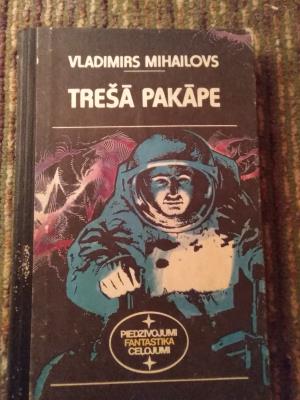 VLADIMIRS MIHAILOVS
TREŠĀ PAKĀPE
PIEDZĪVOJUMI
FANTASTIKA
CEĻOJUMI